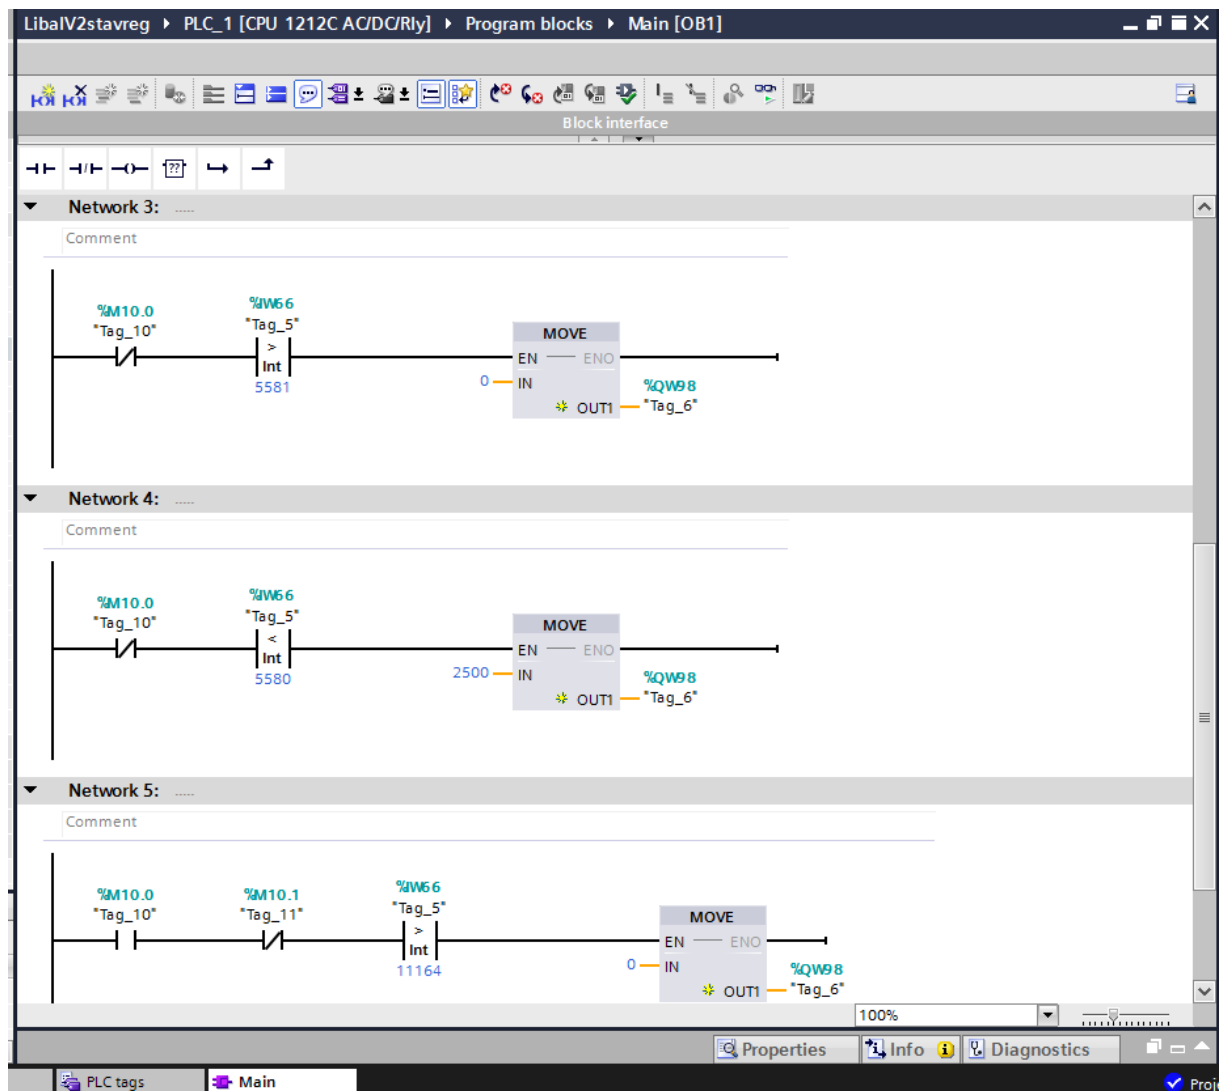 LibalV2stavreg ▸ PLC_1 [CPU 1212C AC/DC/Rly] ▸ Program blocks ▸ Main [OB1]
Block interface
??
Network 3: .....
Comment
%M10.0
"Tag_10"
%IW66
"Tag_5"
>
Int
5581
MOVE
EN ENO
0 IN
OUT1
%QW98
"Tag_6"
Network 4: .....
Comment
%M10.0
"Tag_10"
%IW66
"Tag_5"
<
Int
5580
MOVE
EN ENO
2500 IN
OUT1
%QW98
"Tag_6"
Network 5: .....
Comment
%M10.0
"Tag_10"
%M10.1
"Tag_11"
%IW66
"Tag_5"
>
Int
11164
MOVE
EN ENO
0 IN
OUT1
%QW98
"Tag_6"
100%
Properties Info Diagnostics
PLC tags Main Proj